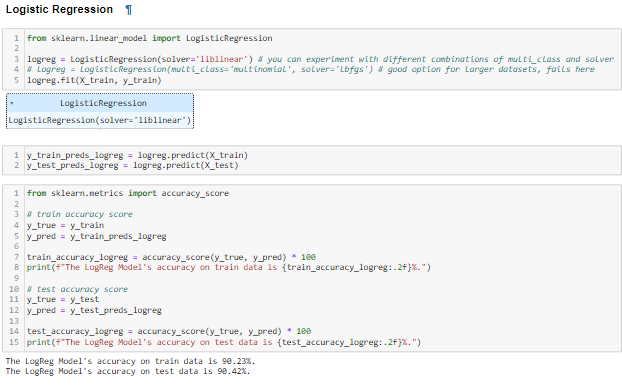 Logistic Regression ¶
1 from sklearn.linear_model import LogisticRegression
2
3 logreg = LogisticRegression(solver='liblinear') # you can experiment with different combinations of multi_class and solver
4 # logreg = LogisticRegression(multi_class='multinomial', solver='lbfgs') # good option for larger datasets, fails here
5 logreg.fit(X_train, y_train)
▾ LogisticRegression
LogisticRegression(solver='liblinear')
1 y_train_preds_logreg = logreg.predict(X_train)
2 y_test_preds_logreg = logreg.predict(X_test)
1 from sklearn.metrics import accuracy_score
2
3 # train accuracy score
4 y_true = y_train
5 y_pred = y_train_preds_logreg
6
7 train_accuracy_logreg = accuracy_score(y_true, y_pred) * 100
8 print(f"The LogReg Model's accuracy on train data is {train_accuracy_logreg:.2f}%.")
9
10 # test accuracy score
11 y_true = y_test
12 y_pred = y_test_preds_logreg
13
14 test_accuracy_logreg = accuracy_score(y_true, y_pred) * 100
15 print(f"The LogReg Model's accuracy on test data is {test_accuracy_logreg:.2f}%.")
The LogReg Model's accuracy on train data is 90.23%.
The LogReg Model's accuracy on test data is 90.42%.